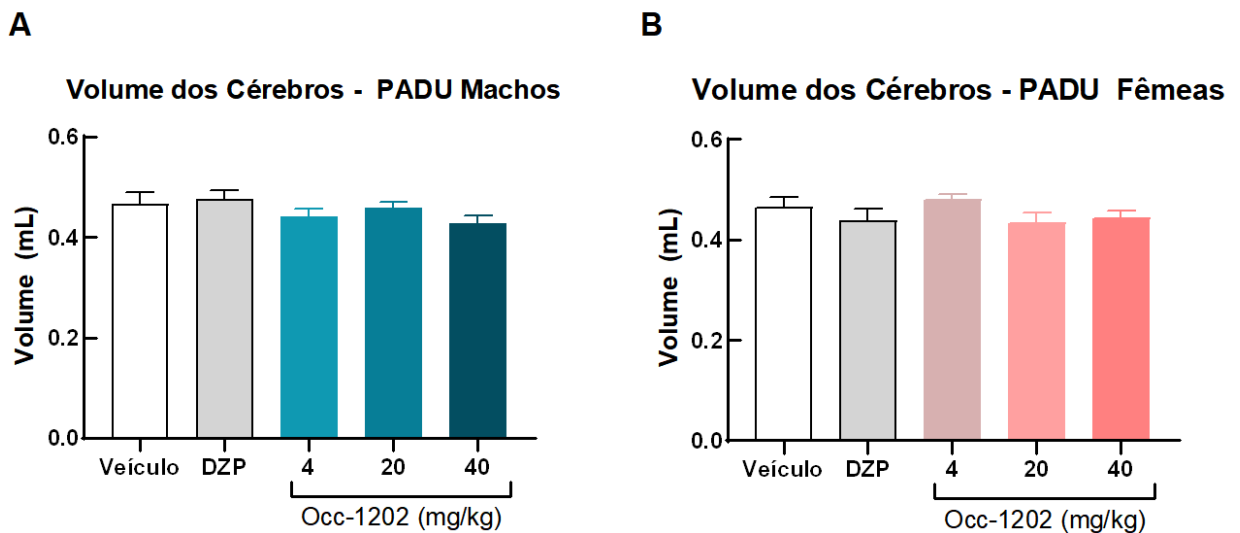 A
Volume dos Cérebros - PADU Machos
Volume (mL)
0.6
0.4
0.2
0.0
Veículo DZP 4 20 40
Occ-1202 (mg/kg)
B
Volume dos Cérebros - PADU Fêmeas
Volume (mL)
0.6
0.4
0.2
0.0
Veículo DZP 4 20 40
Occ-1202 (mg/kg)